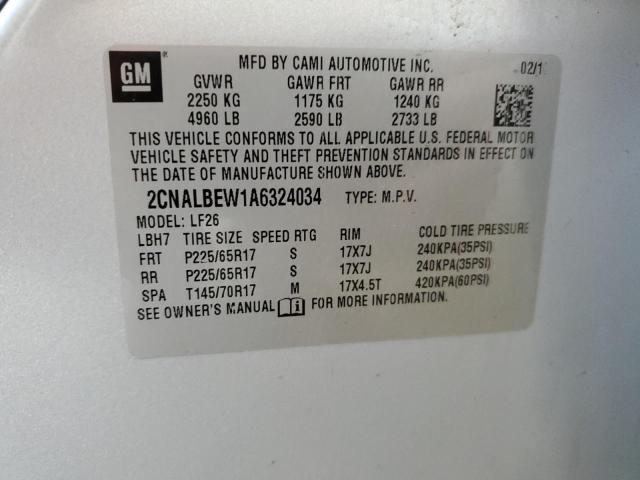 GM
MFD BY CAMI AUTOMOTIVE INC. 02/1
GVWR GAWR FRT GAWR RR
2250 KG 1175 KG 1240 KG
4960 LB 2590 LB 2733 LB
THIS VEHICLE CONFORMS TO ALL APPLICABLE U.S. FEDERAL MOTOR
VEHICLE SAFETY AND THEFT PREVENTION STANDARDS IN EFFECT ON
THE DATE OF MANUFACTURE SHOWN ABOVE.
2CNALBEW1A6324034 TYPE: M.P.V.
MODEL: LF26
LBH7 TIRE SIZE SPEED RTG RIM COLD TIRE PRESSURE
FRT P225/65R17 S 17X7J 240KPA(35PSI)
RR P225/65R17 S 17X7J 240KPA(35PSI)
SPA T145/70R17 M 17X4.5T 420KPA(60PSI)
SEE OWNER'S MANUAL i FOR MORE INFORMATION.